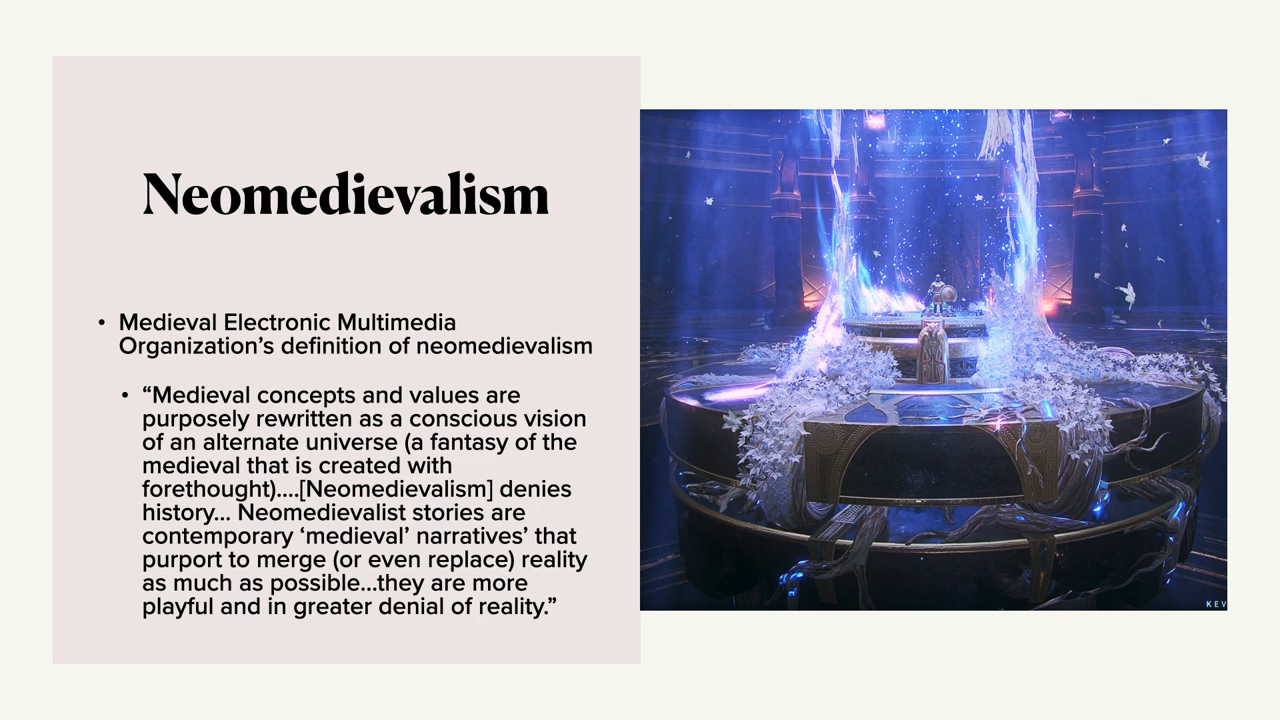 Neomedievalism
• Medieval Electronic Multimedia
Organization’s definition of neomedievalism
• “Medieval concepts and values are
purposely rewritten as a conscious vision
of an alternate universe (a fantasy of the
medieval that is created with
forethought)....[Neomedievalism] denies
history... Neomedievalist stories are
contemporary ‘medieval’ narratives’ that
purport to merge (or even replace) reality
as much as possible...they are more
playful and in greater denial of reality.”
KEV